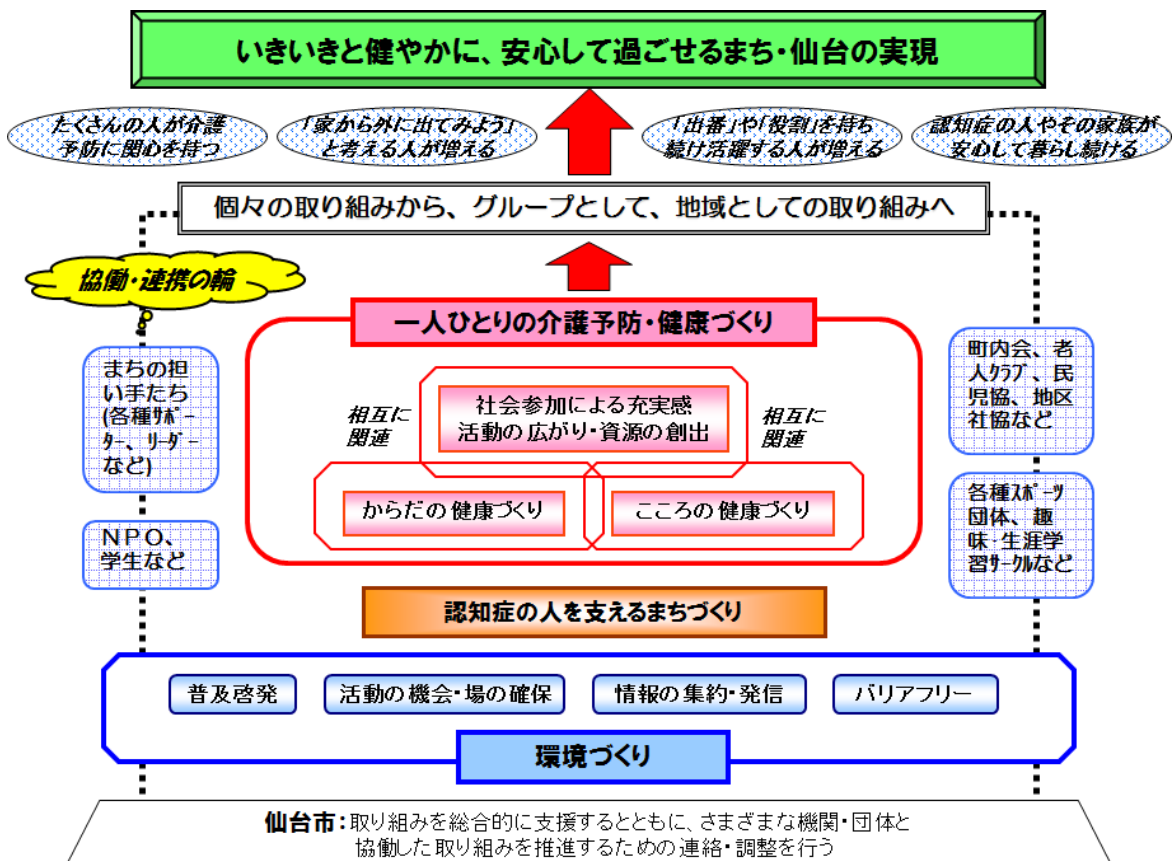 いきいきと健やかに、安心して過ごせるまち・仙台の実現
たくさんの人が介護
予防に関心を持つ
「家から外に出てみよう」
と考える人が増える
「出番」や「役割」を持ち
続け活躍する人が増える
認知症の人やその家族が
安心して暮らし続ける
個々の取り組みから、グループとして、地域としての取り組みへ
協働・連携の輪
一人ひとりの介護予防・健康づくり
まちの担
い手たち
(各種ｻﾎﾟｰ
ﾀｰ、ﾘｰﾀﾞｰ
など)
ＮＰＯ、
学生など
相互に
関連
社会参加による充実感
活動の広がり・資源の創出
相互に
関連
からだの健康づくり
こころの健康づくり
町内会、老
人ｸﾗﾌﾞ、民
児協、地区
社協など
各種ｽﾎﾟｰﾂ
団体、趣
味・生涯学
習ｻｰｸﾙなど
認知症の人を支えるまちづくり
普及啓発
活動の機会・場の確保
情報の集約・発信
バリアフリー
環境づくり
仙台市：取り組みを総合的に支援するとともに、さまざまな機関・団体と
協働した取り組みを推進するための連絡・調整を行う